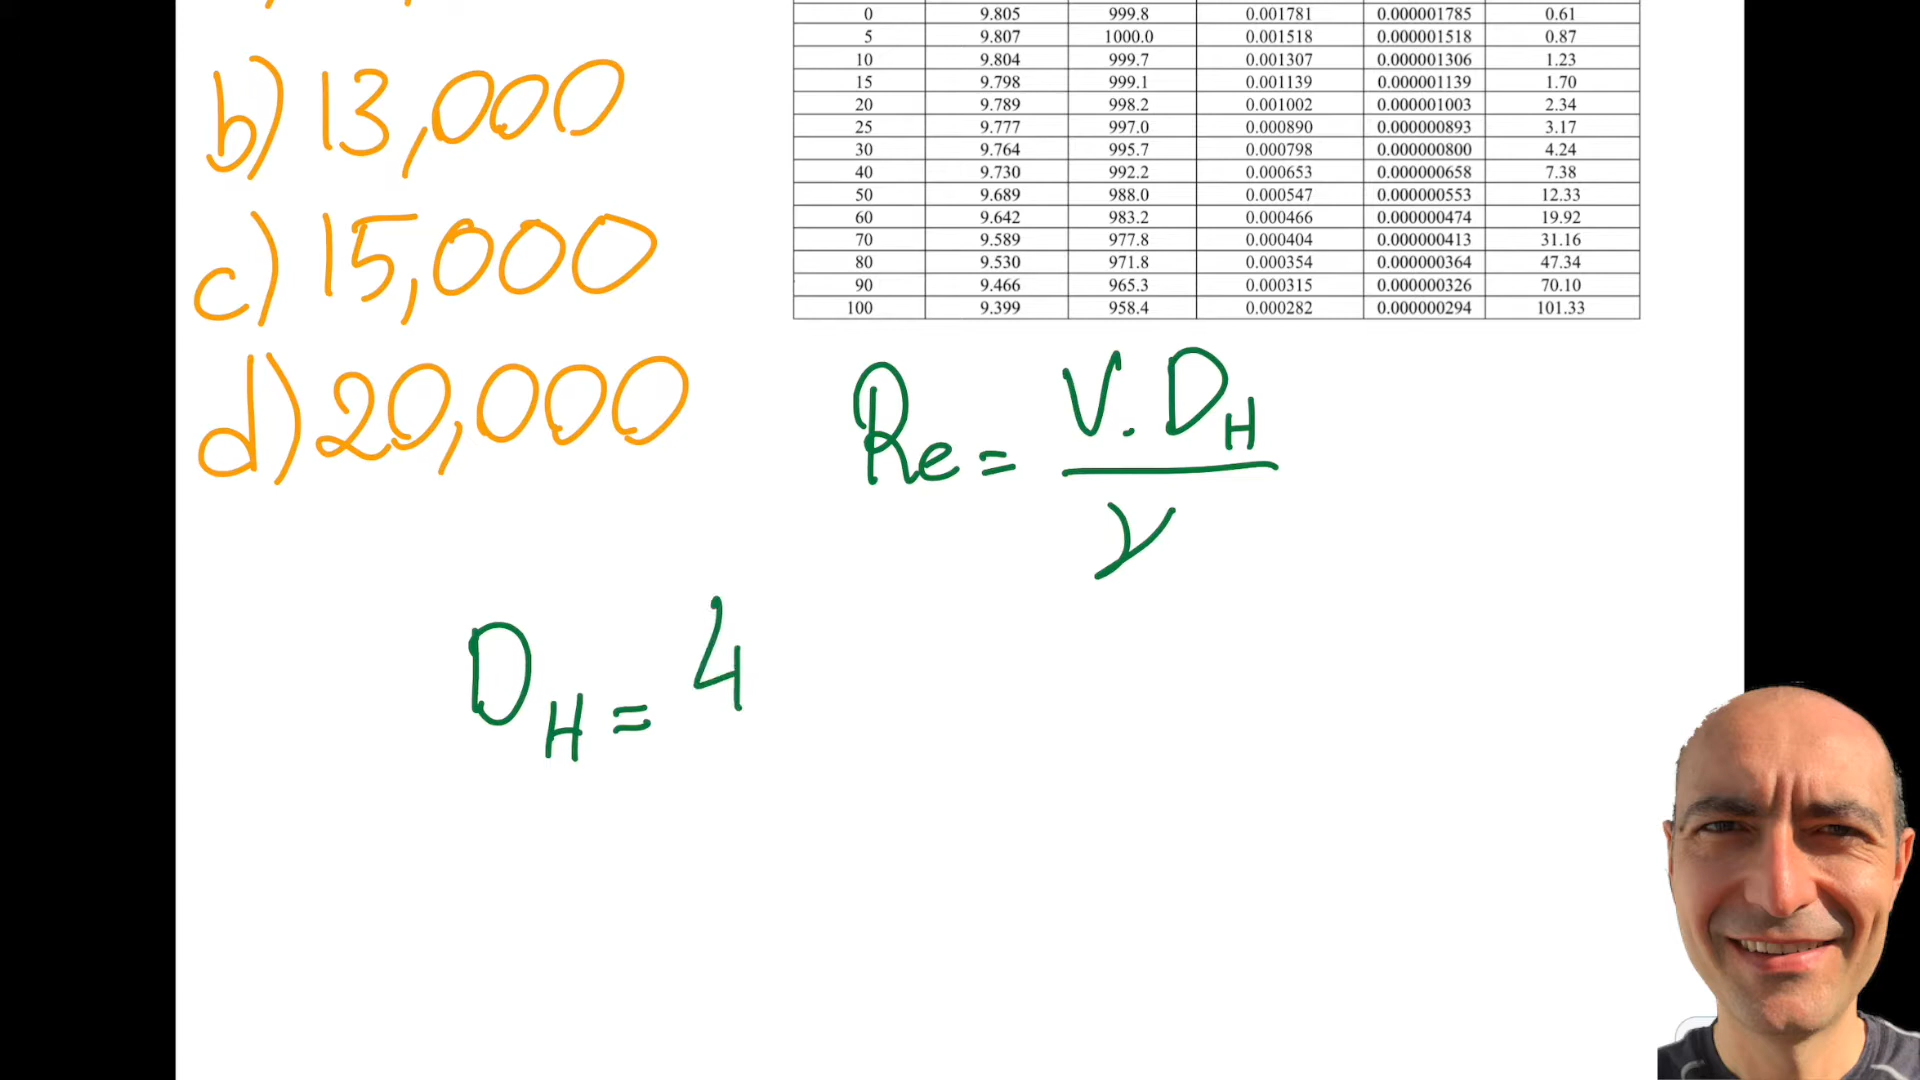 b) 13,000
c) 15,000
d) 20,000
0 9.805 999.8 0.001781 0.000001785 0.61
5 9.807 1000.0 0.001518 0.000001518 0.87
10 9.804 999.7 0.001307 0.000001306 1.23
15 9.798 999.1 0.001139 0.000001139 1.70
20 9.789 998.2 0.001002 0.000001003 2.34
25 9.777 997.0 0.000890 0.000000893 3.17
30 9.764 995.7 0.000798 0.000000800 4.24
40 9.730 992.2 0.000653 0.000000658 7.38
50 9.689 988.0 0.000547 0.000000553 12.33
60 9.642 983.2 0.000466 0.000000474 19.92
70 9.589 977.8 0.000404 0.000000413 31.16
80 9.530 971.8 0.000354 0.000000364 47.34
90 9.466 965.3 0.000315 0.000000326 70.10
100 9.399 958.4 0.000282 0.000000294 101.33
Re = V. D_H / ν
D_H = 4